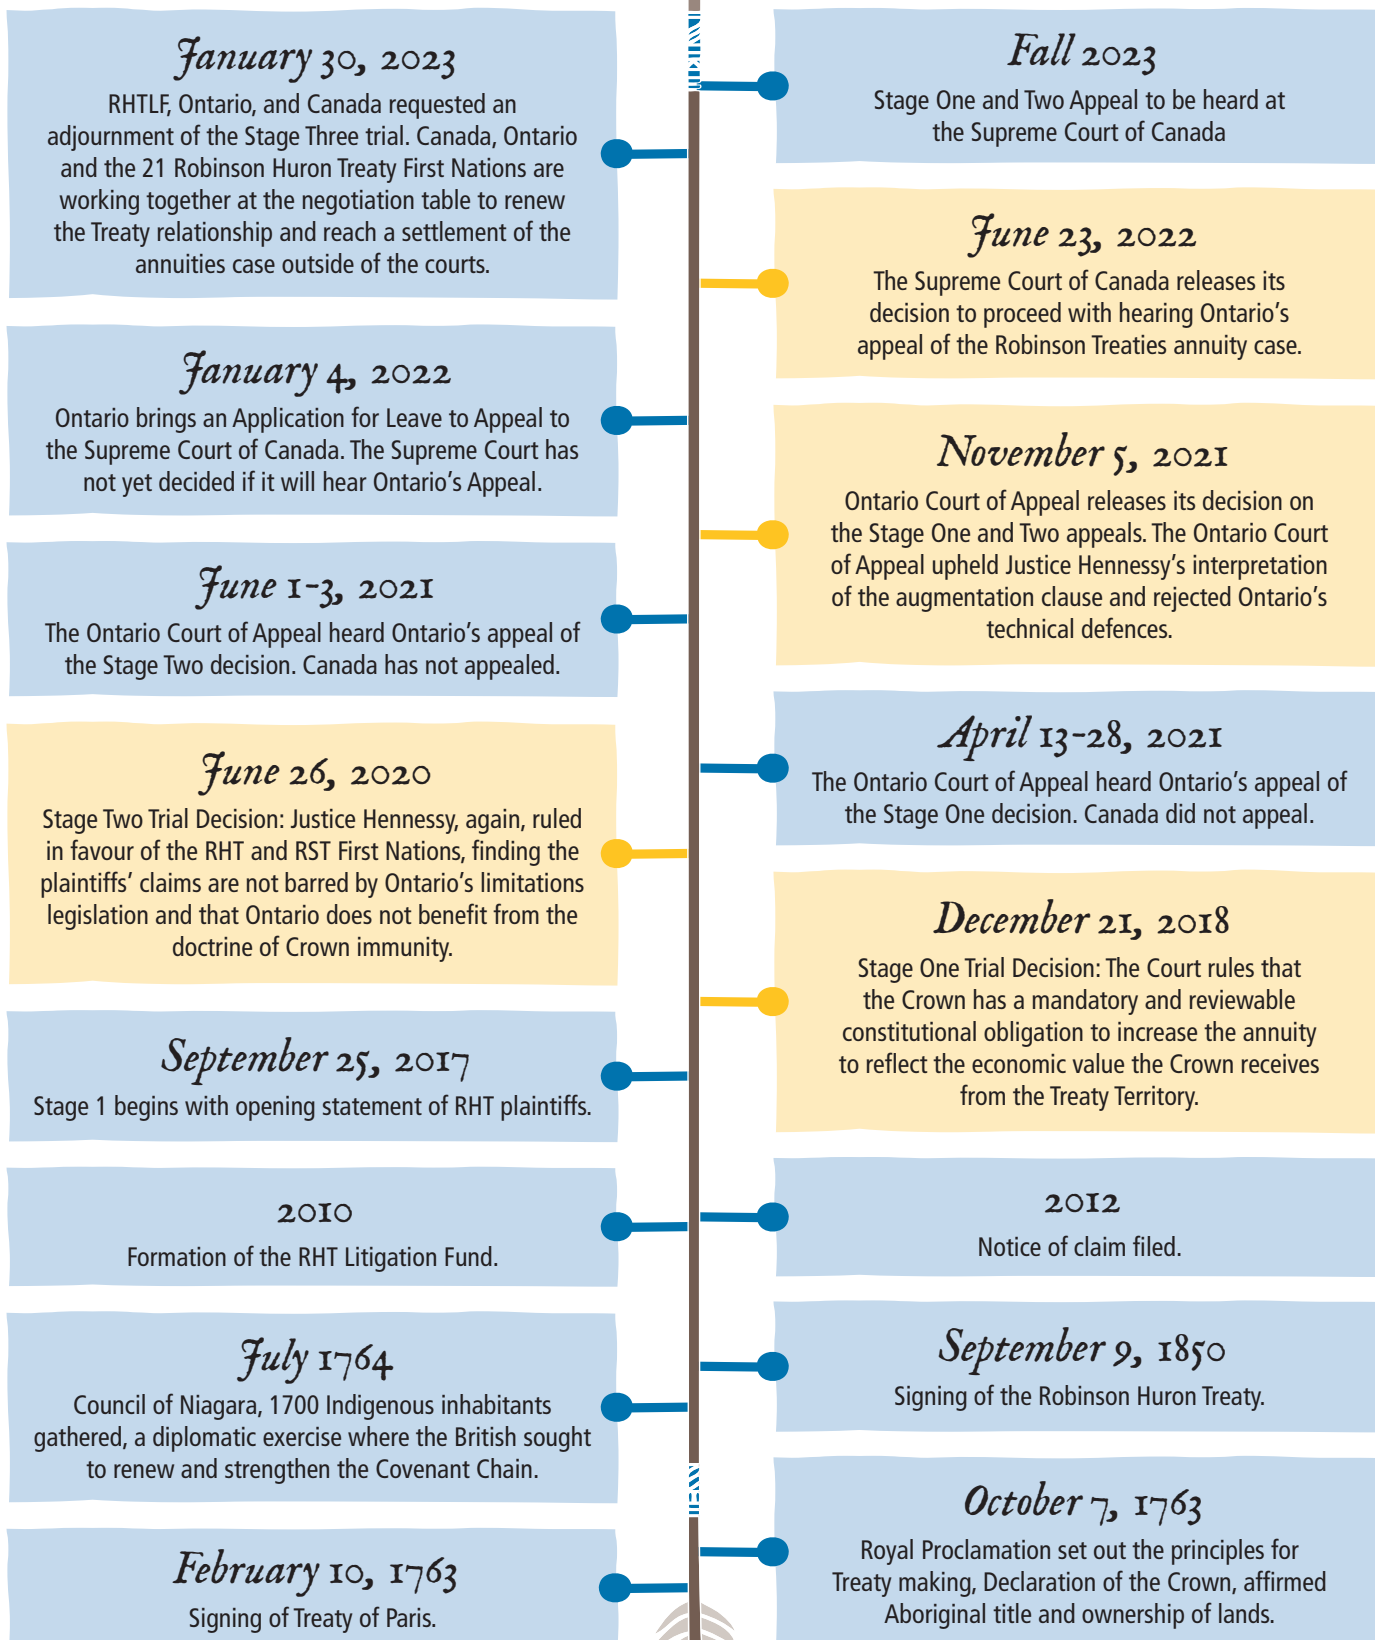 January 30, 2023
RHTLF, Ontario, and Canada requested an
adjournment of the Stage Three trial. Canada, Ontario
and the 21 Robinson Huron Treaty First Nations are
working together at the negotiation table to renew
the Treaty relationship and reach a settlement of the
annuities case outside of the courts.
January 4, 2022
Ontario brings an Application for Leave to Appeal to
the Supreme Court of Canada. The Supreme Court has
not yet decided if it will hear Ontario’s Appeal.
June 1-3, 2021
The Ontario Court of Appeal heard Ontario’s appeal of
the Stage Two decision. Canada has not appealed.
June 26, 2020
Stage Two Trial Decision: Justice Hennessy, again, ruled
in favour of the RHT and RST First Nations, finding the
plaintiffs’ claims are not barred by Ontario’s limitations
legislation and that Ontario does not benefit from the
doctrine of Crown immunity.
September 25, 2017
Stage 1 begins with opening statement of RHT plaintiffs.
2010
Formation of the RHT Litigation Fund.
July 1764
Council of Niagara, 1700 Indigenous inhabitants
gathered, a diplomatic exercise where the British sought
to renew and strengthen the Covenant Chain.
February 10, 1763
Signing of Treaty of Paris.
Fall 2023
Stage One and Two Appeal to be heard at
the Supreme Court of Canada
June 23, 2022
The Supreme Court of Canada releases its
decision to proceed with hearing Ontario’s
appeal of the Robinson Treaties annuity case.
November 5, 2021
Ontario Court of Appeal releases its decision on
the Stage One and Two appeals. The Ontario Court
of Appeal upheld Justice Hennessy’s interpretation
of the augmentation clause and rejected Ontario’s
technical defences.
April 13-28, 2021
The Ontario Court of Appeal heard Ontario’s appeal of
the Stage One decision. Canada did not appeal.
December 21, 2018
Stage One Trial Decision: The Court rules that
the Crown has a mandatory and reviewable
constitutional obligation to increase the annuity
to reflect the economic value the Crown receives
from the Treaty Territory.
2012
Notice of claim filed.
September 9, 1850
Signing of the Robinson Huron Treaty.
October 7, 1763
Royal Proclamation set out the principles for
Treaty making, Declaration of the Crown, affirmed
Aboriginal title and ownership of lands.